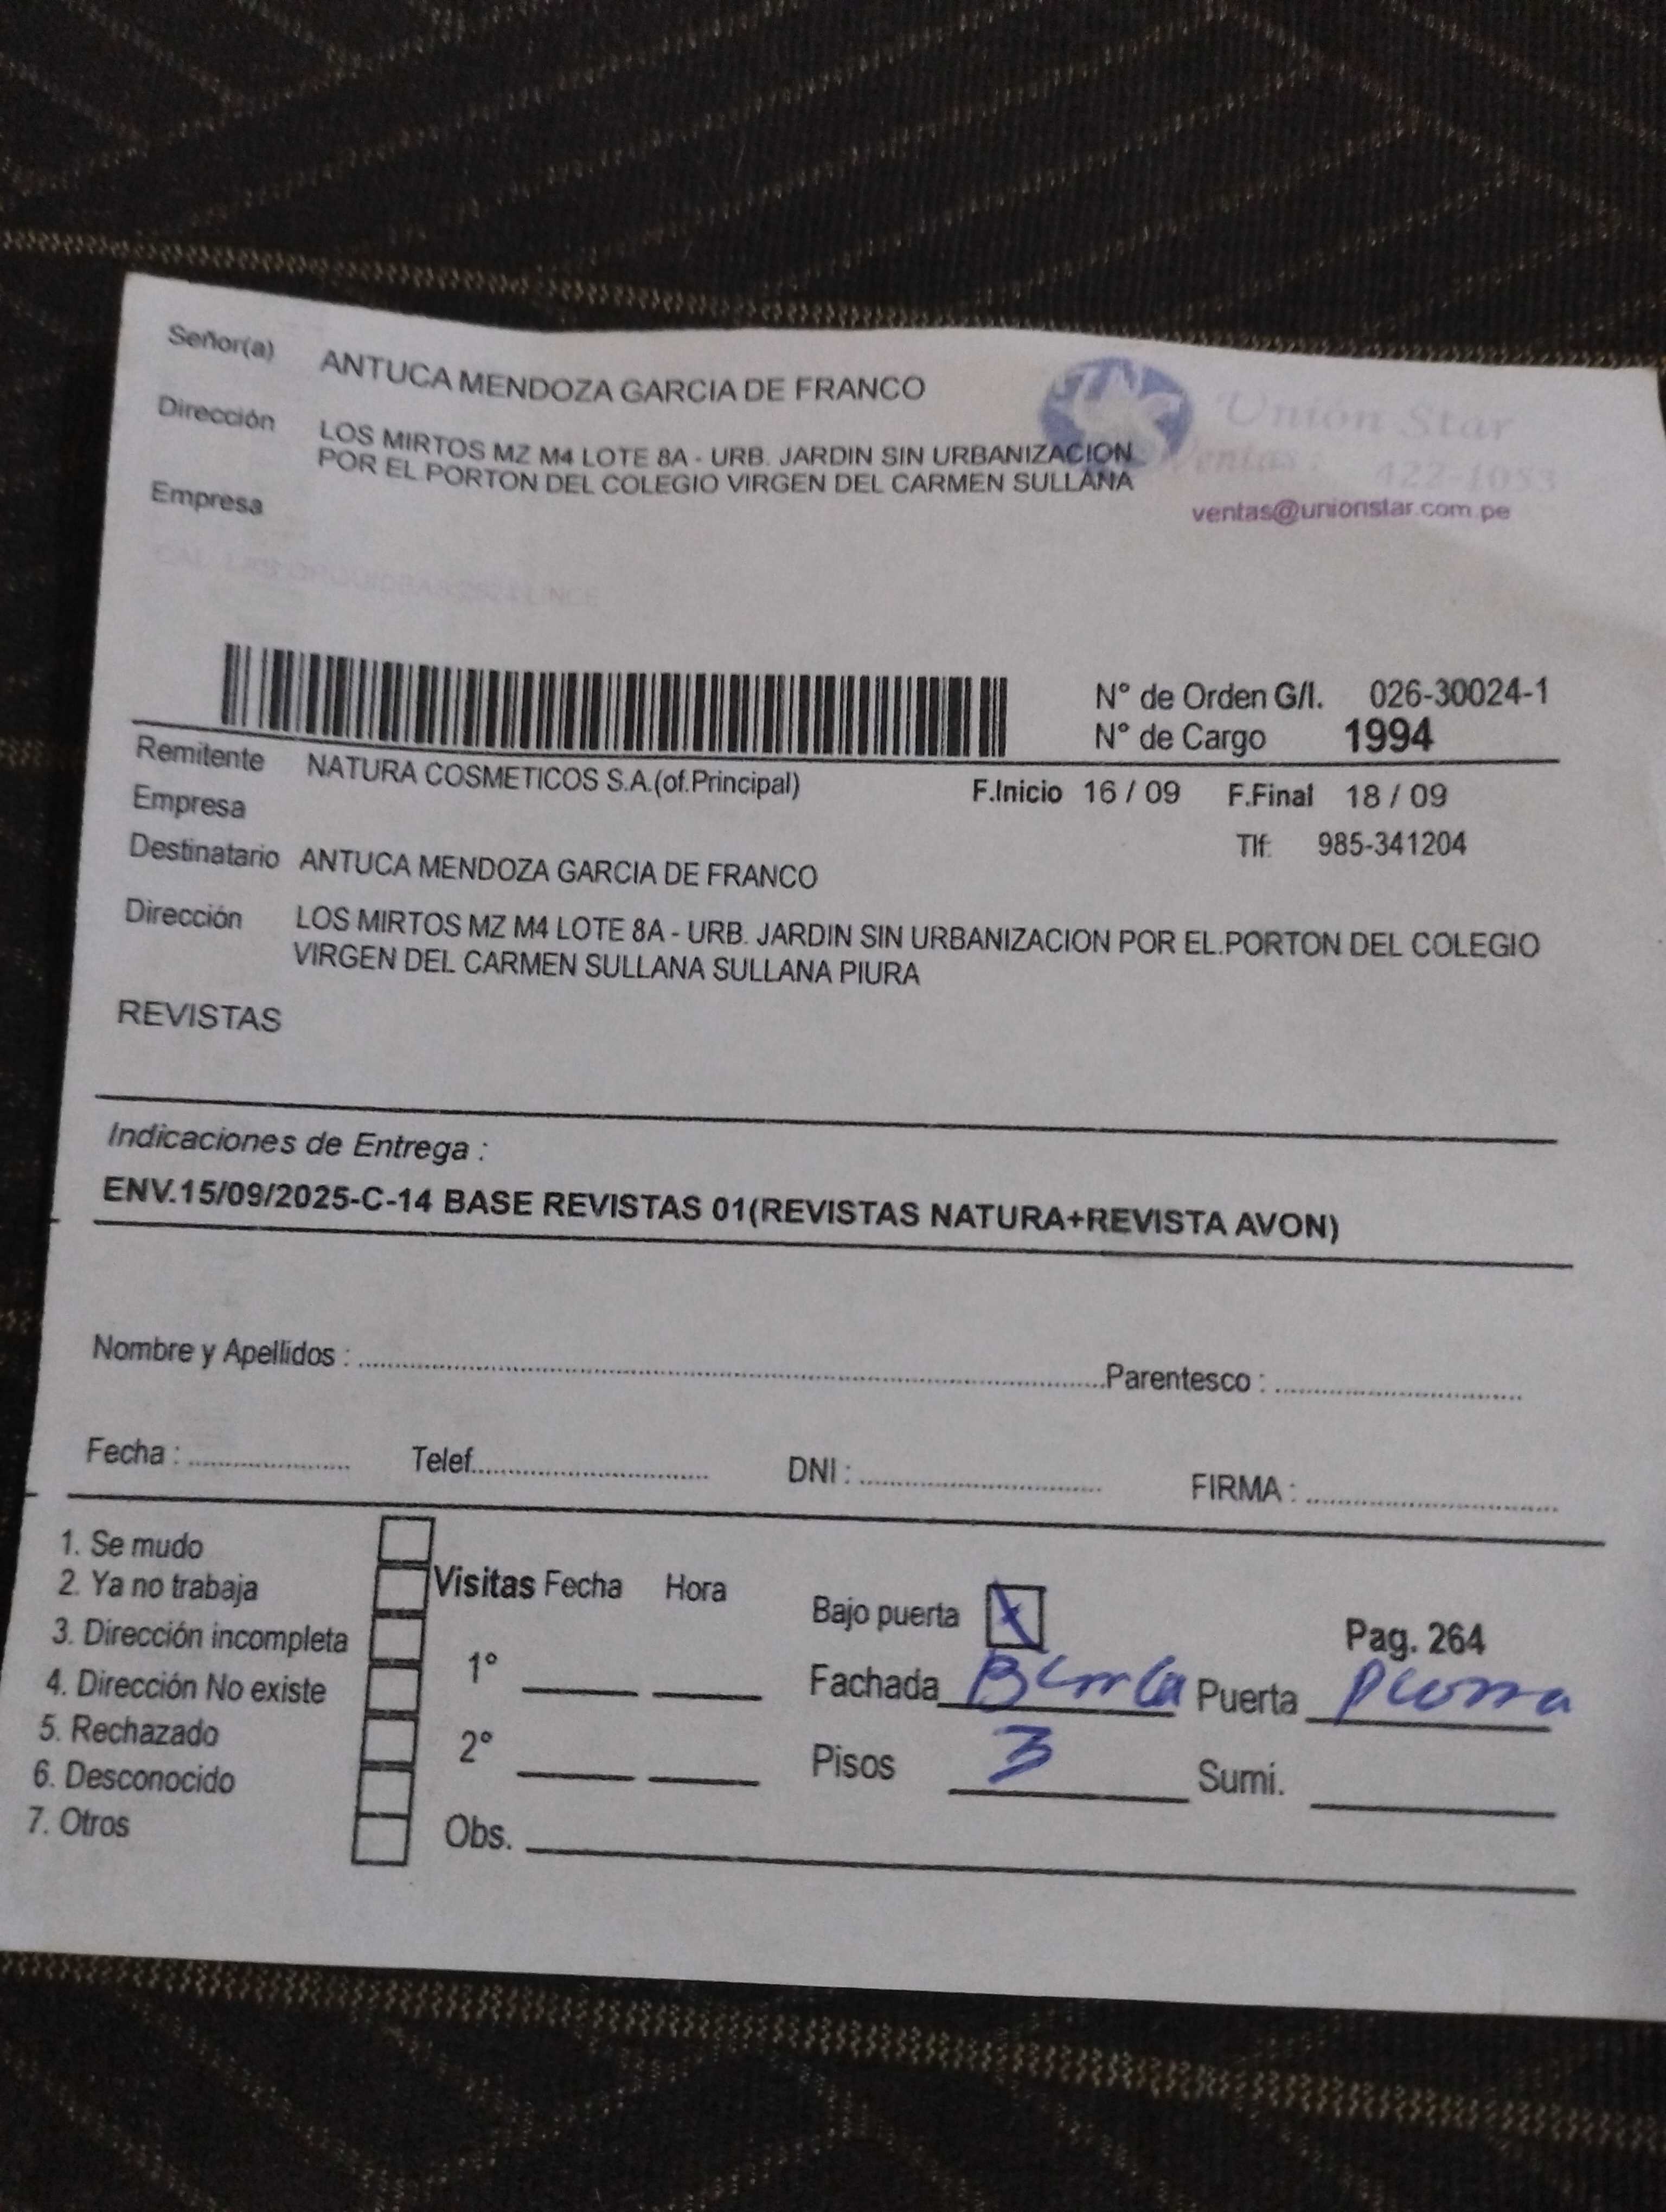 Señor(a) ANTUCA MENDOZA GARCIA DE FRANCO
Unión Star
Dirección LOS MIRTOS MZ M4 LOTE 8A - URB. JARDIN SIN URBANIZACION
POR EL PORTON DEL COLEGIO VIRGEN DEL CARMEN SULLANA
Ventas: 422-1053
Empresa
ventas@unionstar.com.pe
N° de Orden G/I. 026-30024-1
N° de Cargo 1994
Remitente NATURA COSMETICOS S.A.(of.Principal) F.Inicio 16 / 09 F.Final 18 / 09
Empresa
Tlf: 985-341204
Destinatario ANTUCA MENDOZA GARCIA DE FRANCO
Dirección LOS MIRTOS MZ M4 LOTE 8A - URB. JARDIN SIN URBANIZACION POR EL.PORTON DEL COLEGIO
VIRGEN DEL CARMEN SULLANA SULLANA PIURA
REVISTAS
Indicaciones de Entrega :
ENV.15/09/2025-C-14 BASE REVISTAS 01(REVISTAS NATURA+REVISTA AVON)
Nombre y Apellidos : Parentesco :
Fecha : Telef. DNI : FIRMA :
1. Se mudo
2. Ya no trabaja
3. Dirección incompleta
4. Dirección No existe
5. Rechazado
6. Desconocido
7. Otros
Visitas Fecha Hora
1°
2°
Obs.
Bajo puerta X Pag. 264
Fachada Puerta
Pisos 3 Sumi.